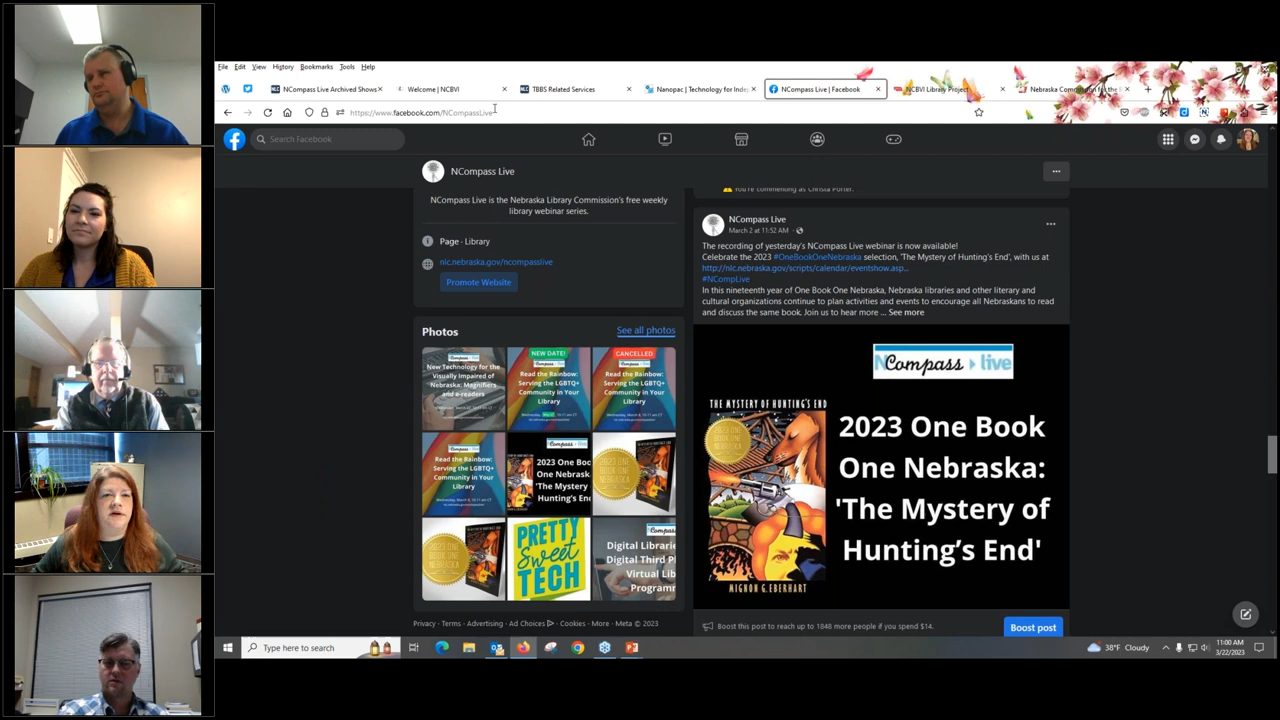 File Edit View History Bookmarks Tools Help
NCompass Live Archived Shows
Welcome | NCBVI
TBBS Related Services
Nanopac | Technology for Inde
NCompass Live | Facebook
NCBVI Library Project
Nebraska Commission for the B
https://www.facebook.com/NCompassLive
Search Facebook
NCompass Live
NCompass Live is the Nebraska Library Commission's free weekly
library webinar series.
Page · Library
nlc.nebraska.gov/ncompasslive
Promote Website
Photos
See all photos
NCompass live
New Technology for the
Visually Impaired of
Nebraska: Magnifiers
and e-readers
NEW DATE!
Read the Rainbow:
Serving the LGBTQ+
Community in Your
Library
CANCELLED
Read the Rainbow:
Serving the LGBTQ+
Community in Your
Library
Read the Rainbow:
Serving the LGBTQ+
Community in Your
Library
2023 One Boo
One Nebraska
'The Mystery
Hunting's End
PRETTY
Sweet
TECH
Digital Librarie
Digital Third Pl
Virtual Lib
Program
Privacy · Terms · Advertising · Ad Choices · Cookies · More · Meta © 2023
You're commenting as Christa Porter.
NCompass Live
March 2 at 11:52 AM ·
The recording of yesterday's NCompass Live webinar is now available!
Celebrate the 2023 #OneBookOneNebraska selection, 'The Mystery of Hunting's End', with us at
http://nlc.nebraska.gov/scripts/calendar/eventshow.asp...
#NCompLive
In this nineteenth year of One Book One Nebraska, Nebraska libraries and other literary and
cultural organizations continue to plan activities and events to encourage all Nebraskans to read
and discuss the same book. Join us to hear more ... See more
NCompass live
THE MYSTERY OF HUNTING'S END
MIGNON G. EBERHART
2023 One Book
One Nebraska:
'The Mystery of
Hunting's End'
Boost this post to reach up to 1848 more people if you spend $14.
Boost post
Type here to search
38°F Cloudy
11:00 AM
3/22/2023